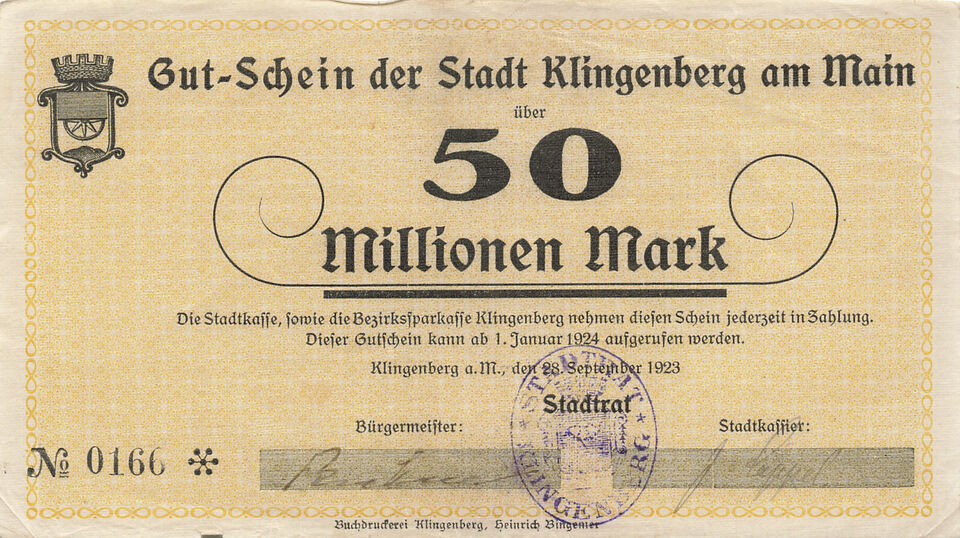 Gut-Schein der Stadt Klingenberg am Main
über
50
Millionen Mark
Die Stadtkasse, sowie die Bezirkssparkasse Klingenberg nehmen diesen Schein jederzeit in Zahlung.
Dieser Gutschein kann ab 1. Januar 1924 aufgerufen werden.
Klingenberg a. M., den 28. September 1923
Stadtrat
Bürgermeister:
Stadtkassier:
№ 0166
STADTRAT
KLINGENBERG
Buchdruckerei Klingenberg, Heinrich Bingemer